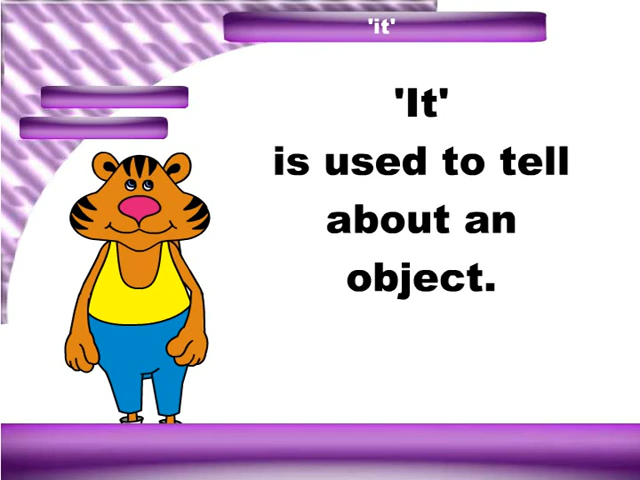 'it'
'It'
is used to tell
about an
object.